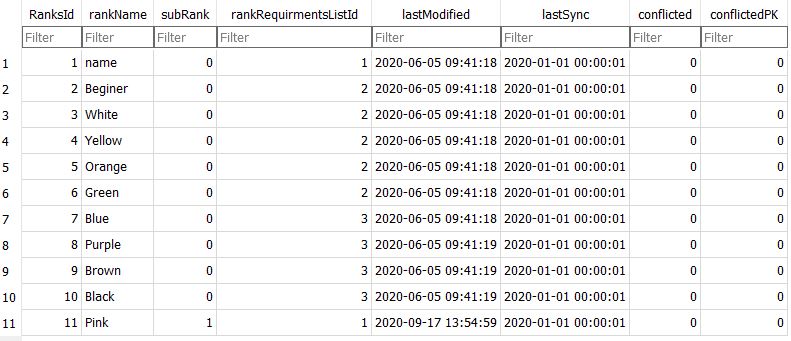 RanksId rankName subRank rankRequirmentsListId lastModified lastSync conflicted conflictedPK
Filter Filter Filter Filter Filter Filter Filter Filter
1 1 name 0 1 2020-06-05 09:41:18 2020-01-01 00:00:01 0 0
2 2 Beginer 0 2 2020-06-05 09:41:18 2020-01-01 00:00:01 0 0
3 3 White 0 2 2020-06-05 09:41:18 2020-01-01 00:00:01 0 0
4 4 Yellow 0 2 2020-06-05 09:41:18 2020-01-01 00:00:01 0 0
5 5 Orange 0 2 2020-06-05 09:41:18 2020-01-01 00:00:01 0 0
6 6 Green 0 2 2020-06-05 09:41:18 2020-01-01 00:00:01 0 0
7 7 Blue 0 3 2020-06-05 09:41:18 2020-01-01 00:00:01 0 0
8 8 Purple 0 3 2020-06-05 09:41:19 2020-01-01 00:00:01 0 0
9 9 Brown 0 3 2020-06-05 09:41:19 2020-01-01 00:00:01 0 0
10 10 Black 0 3 2020-06-05 09:41:19 2020-01-01 00:00:01 0 0
11 11 Pink 1 1 2020-09-17 13:54:59 2020-01-01 00:00:01 0 0